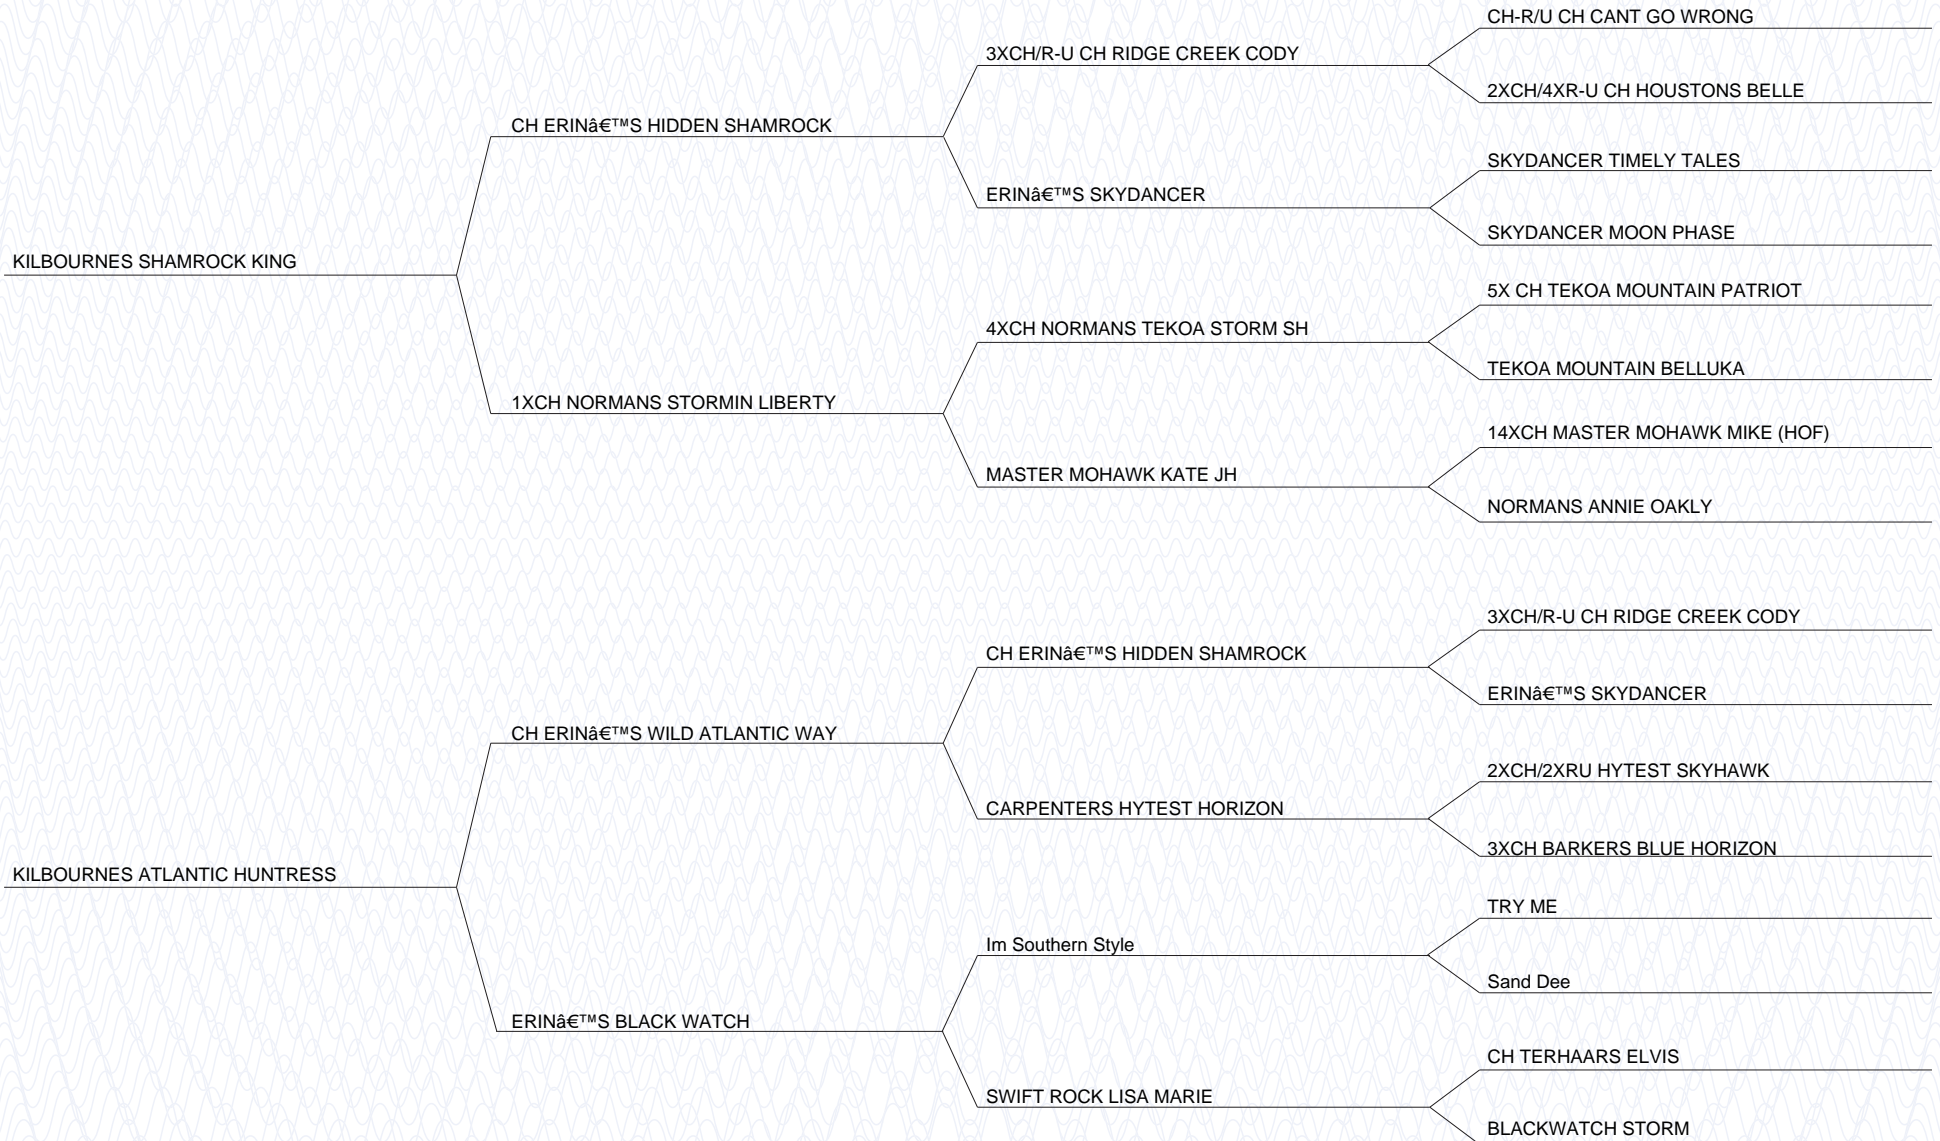 CH-R/U CH CANT GO WRONG
3XCH/R-U CH RIDGE CREEK CODY
2XCH/4XR-U CH HOUSTONS BELLE
CH ERINâ€™S HIDDEN SHAMROCK
SKYDANCER TIMELY TALES
ERINâ€™S SKYDANCER
SKYDANCER MOON PHASE
KILBOURNES SHAMROCK KING
5X CH TEKOA MOUNTAIN PATRIOT
4XCH NORMANS TEKOA STORM SH
TEKOA MOUNTAIN BELLUKA
1XCH NORMANS STORMIN LIBERTY
14XCH MASTER MOHAWK MIKE (HOF)
MASTER MOHAWK KATE JH
NORMANS ANNIE OAKLY
3XCH/R-U CH RIDGE CREEK CODY
CH ERINâ€™S HIDDEN SHAMROCK
ERINâ€™S SKYDANCER
CH ERINâ€™S WILD ATLANTIC WAY
2XCH/2XRU HYTEST SKYHAWK
CARPENTERS HYTEST HORIZON
3XCH BARKERS BLUE HORIZON
KILBOURNES ATLANTIC HUNTRESS
TRY ME
Im Southern Style
Sand Dee
ERINâ€™S BLACK WATCH
CH TERHAARS ELVIS
SWIFT ROCK LISA MARIE
BLACKWATCH STORM